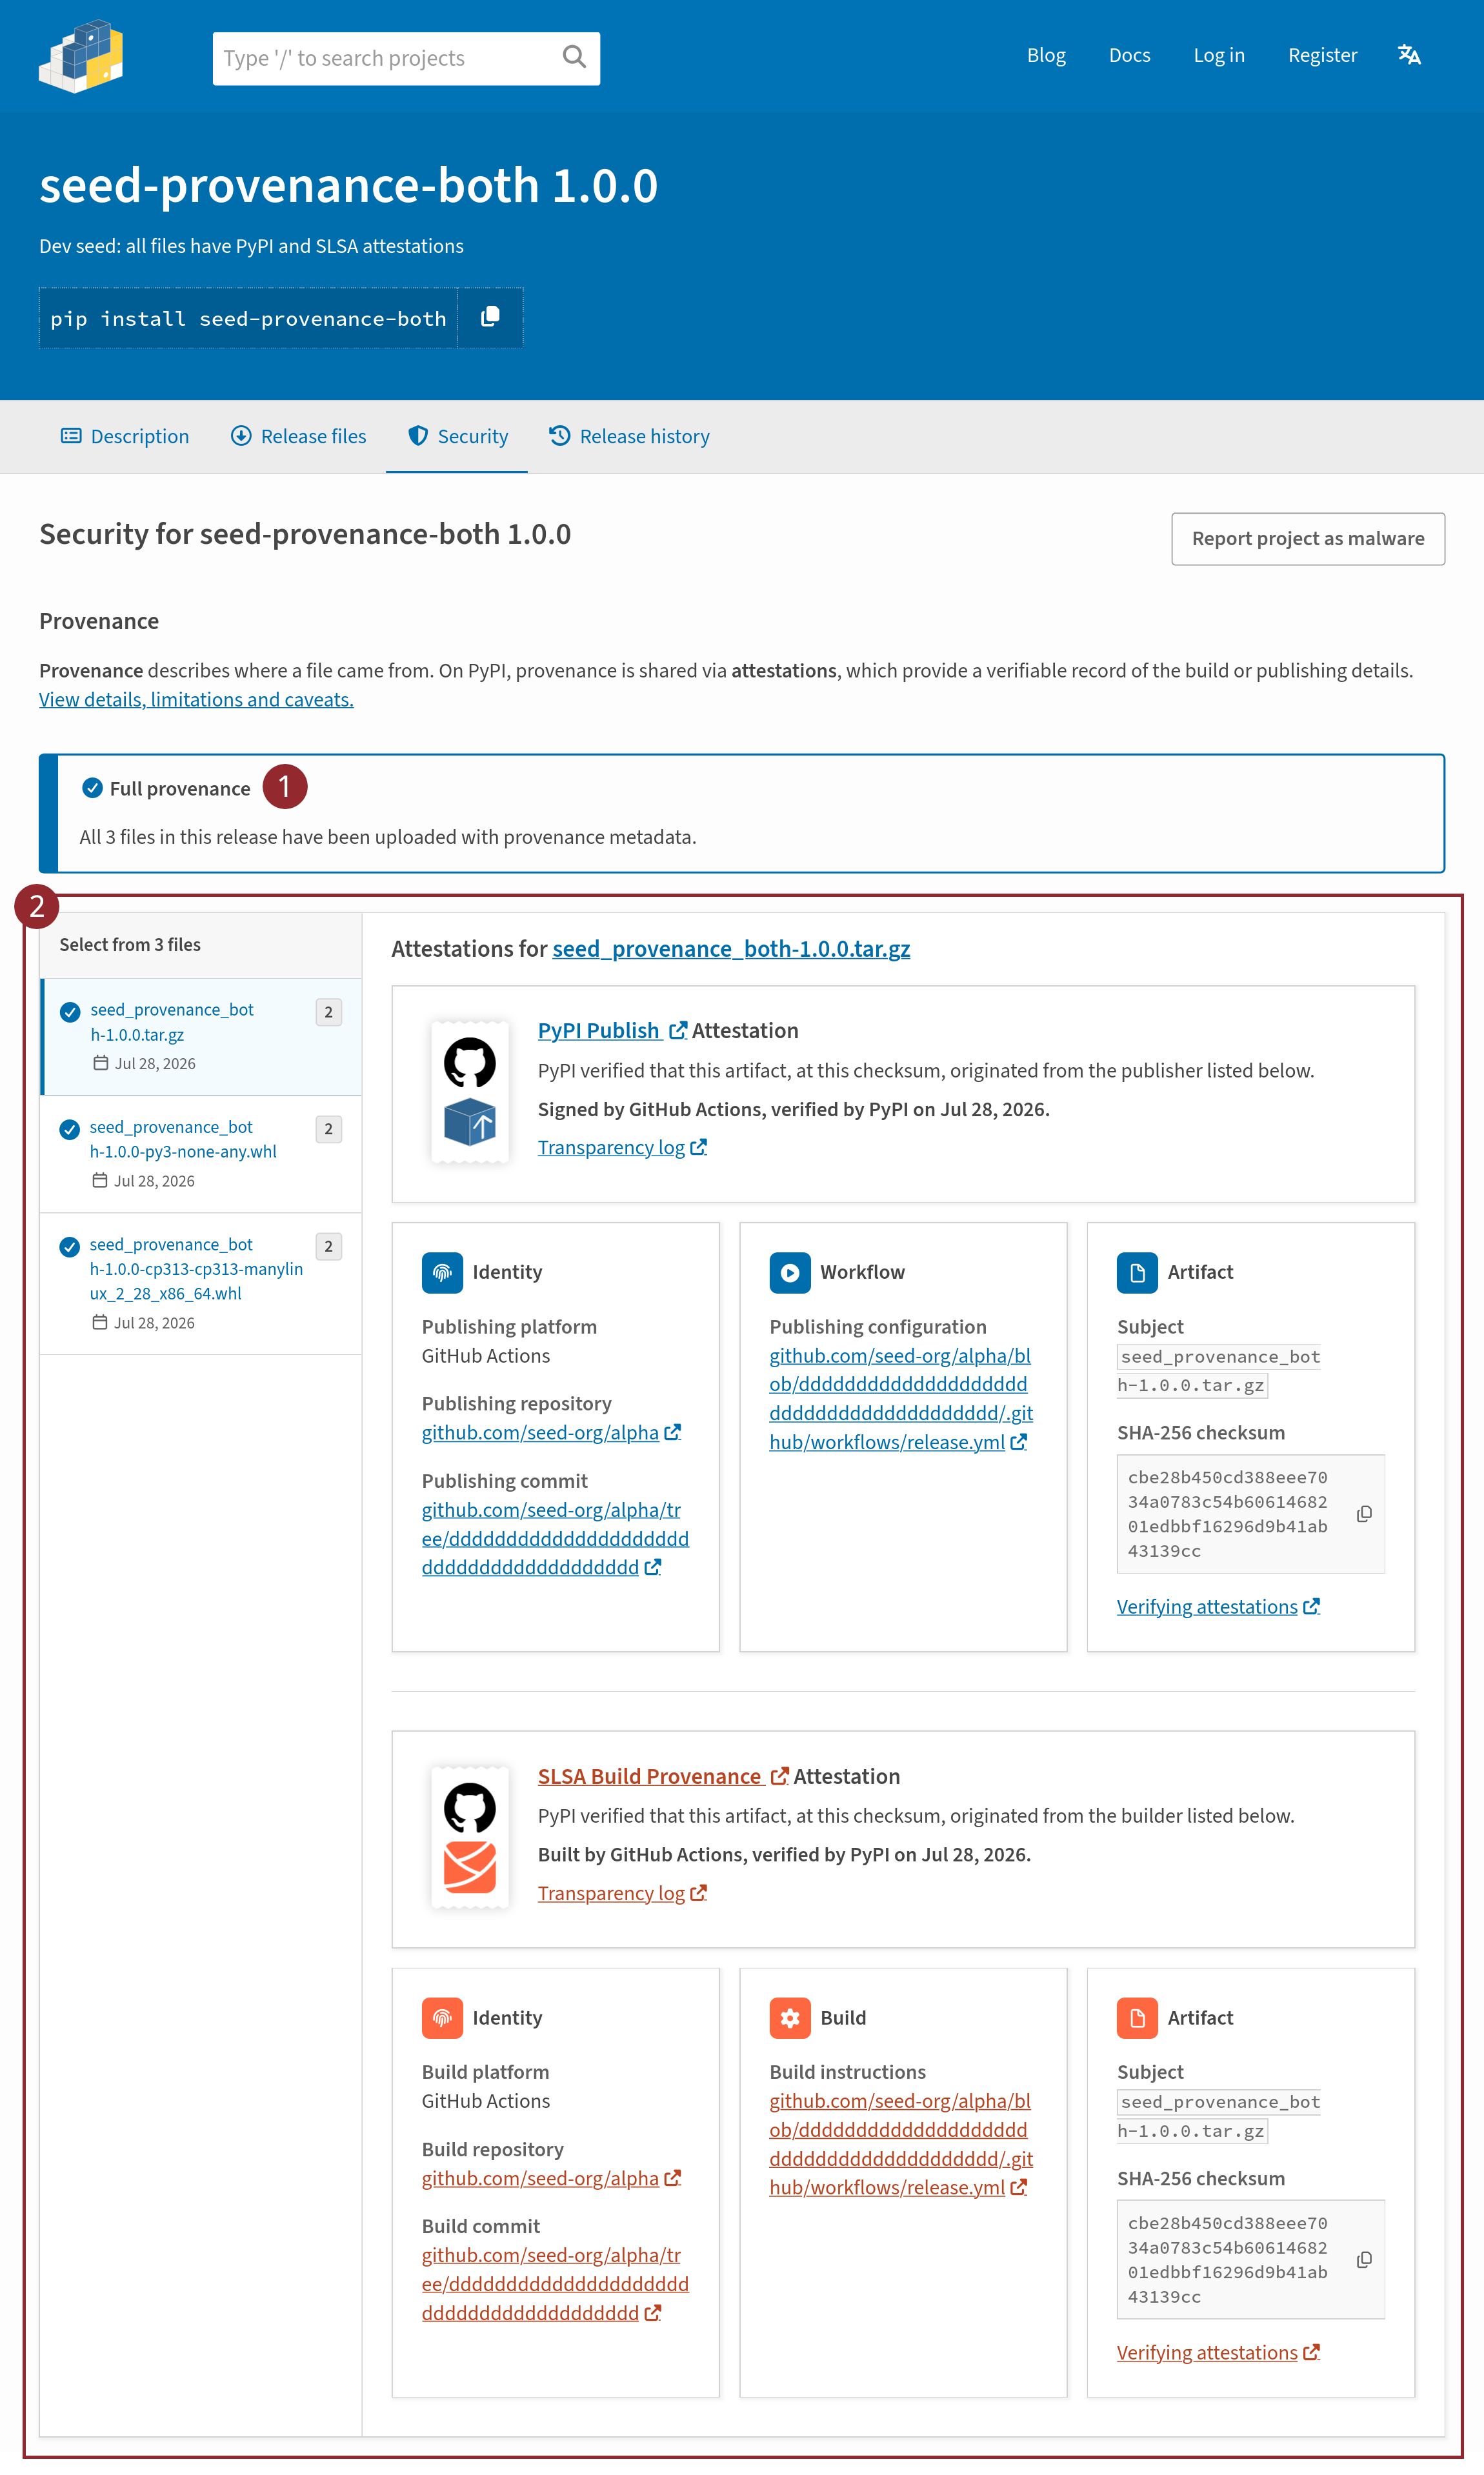 Type '/' to search projects
Blog
Docs
Log in
Register
seed-provenance-both 1.0.0
Dev seed: all files have PyPI and SLSA attestations
pip install seed-provenance-both
Description
Release files
Security
Release history
Security for seed-provenance-both 1.0.0
Report project as malware
Provenance
Provenance describes where a file came from. On PyPI, provenance is shared via attestations, which provide a verifiable record of the build or publishing details.
View details, limitations and caveats.
Full provenance
1
All 3 files in this release have been uploaded with provenance metadata.
2
Select from 3 files
seed_provenance_bot
h-1.0.0.tar.gz
2
Jul 28, 2026
seed_provenance_bot
h-1.0.0-py3-none-any.whl
2
Jul 28, 2026
seed_provenance_bot
h-1.0.0-cp313-cp313-manylin
ux_2_28_x86_64.whl
2
Jul 28, 2026
Attestations for seed_provenance_both-1.0.0.tar.gz
PyPI Publish Attestation
PyPI verified that this artifact, at this checksum, originated from the publisher listed below.
Signed by GitHub Actions, verified by PyPI on Jul 28, 2026.
Transparency log
Identity
Publishing platform
GitHub Actions
Publishing repository
github.com/seed-org/alpha
Publishing commit
github.com/seed-org/alpha/tr
ee/ddddddddddddddddddddd
ddddddddddddddddddd
Workflow
Publishing configuration
github.com/seed-org/alpha/bl
ob/dddddddddddddddddddd
dddddddddddddddddddd/.git
hub/workflows/release.yml
Artifact
Subject
seed_provenance_bot
h-1.0.0.tar.gz
SHA-256 checksum
cbe28b450cd388eee70
34a0783c54b60614682
01edbbf16296d9b41ab
43139cc
Verifying attestations
SLSA Build Provenance Attestation
PyPI verified that this artifact, at this checksum, originated from the builder listed below.
Built by GitHub Actions, verified by PyPI on Jul 28, 2026.
Transparency log
Identity
Build platform
GitHub Actions
Build repository
github.com/seed-org/alpha
Build commit
github.com/seed-org/alpha/tr
ee/ddddddddddddddddddddd
ddddddddddddddddddd
Build
Build instructions
github.com/seed-org/alpha/bl
ob/dddddddddddddddddddd
dddddddddddddddddddd/.git
hub/workflows/release.yml
Artifact
Subject
seed_provenance_bot
h-1.0.0.tar.gz
SHA-256 checksum
cbe28b450cd388eee70
34a0783c54b60614682
01edbbf16296d9b41ab
43139cc
Verifying attestations